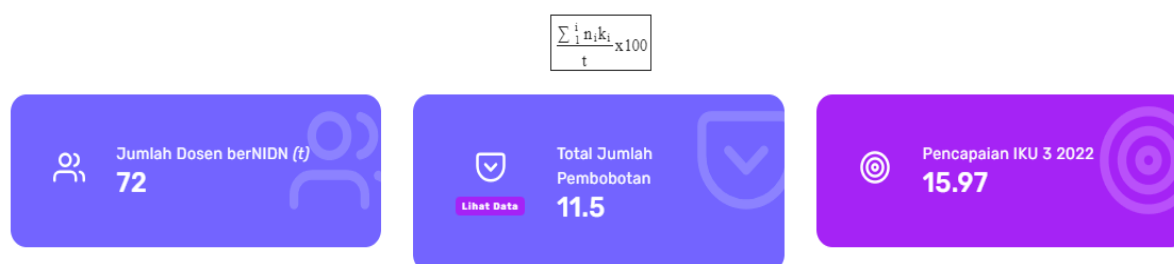 ∑ i 1 nᵢkᵢ
t
x100
Jumlah Dosen berNIDN (t)
72
Total Jumlah
Pembobotan
11.5
Lihat Data
Pencapaian IKU 3 2022
15.97